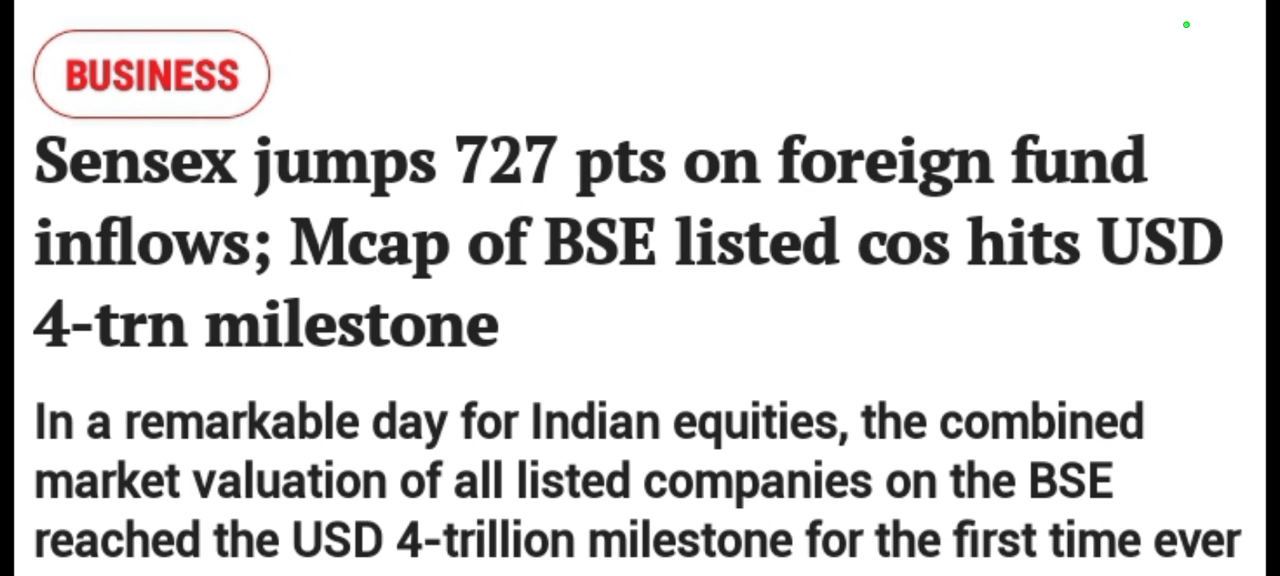 BUSINESS
Sensex jumps 727 pts on foreign fund
inflows; Mcap of BSE listed cos hits USD
4-trn milestone
In a remarkable day for Indian equities, the combined
market valuation of all listed companies on the BSE
reached the USD 4-trillion milestone for the first time ever